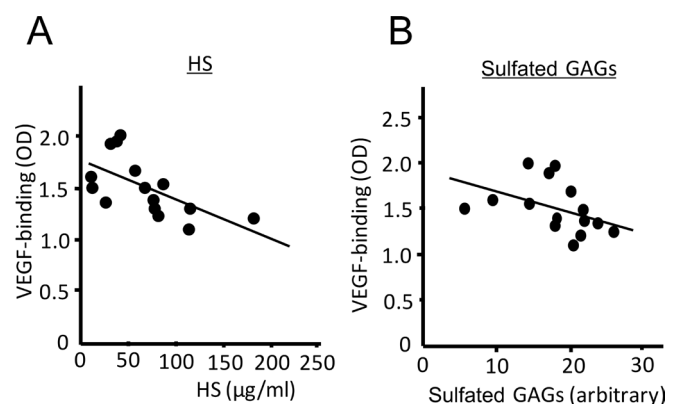 A
HS
VEGF-binding (OD)
2.0
1.5
1.0
0.5
0
0 50 100 150 200 250
HS (μg/ml)
B
Sulfated GAGs
VEGF-binding (OD)
2.5
2.0
1.5
1.0
0.5
0
0 10 20 30
Sulfated GAGs (arbitrary)